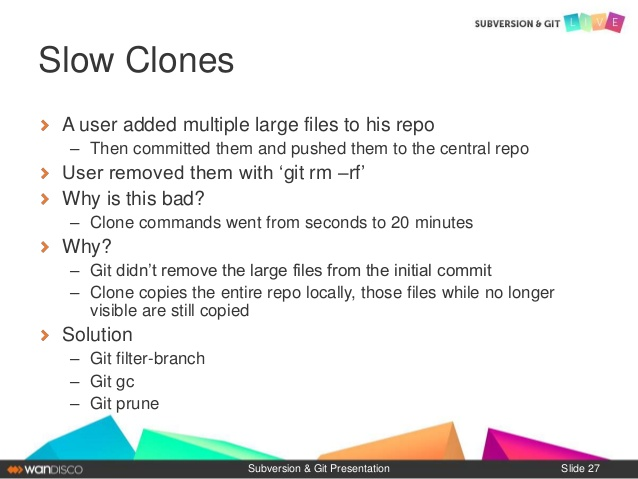 SUBVERSION & GIT LIVE
Slow Clones
A user added multiple large files to his repo
– Then committed them and pushed them to the central repo
User removed them with ‘git rm –rf’
Why is this bad?
– Clone commands went from seconds to 20 minutes
Why?
– Git didn’t remove the large files from the initial commit
– Clone copies the entire repo locally, those files while no longer
visible are still copied
Solution
– Git filter-branch
– Git gc
– Git prune
WANDISCO Subversion & Git Presentation Slide 27